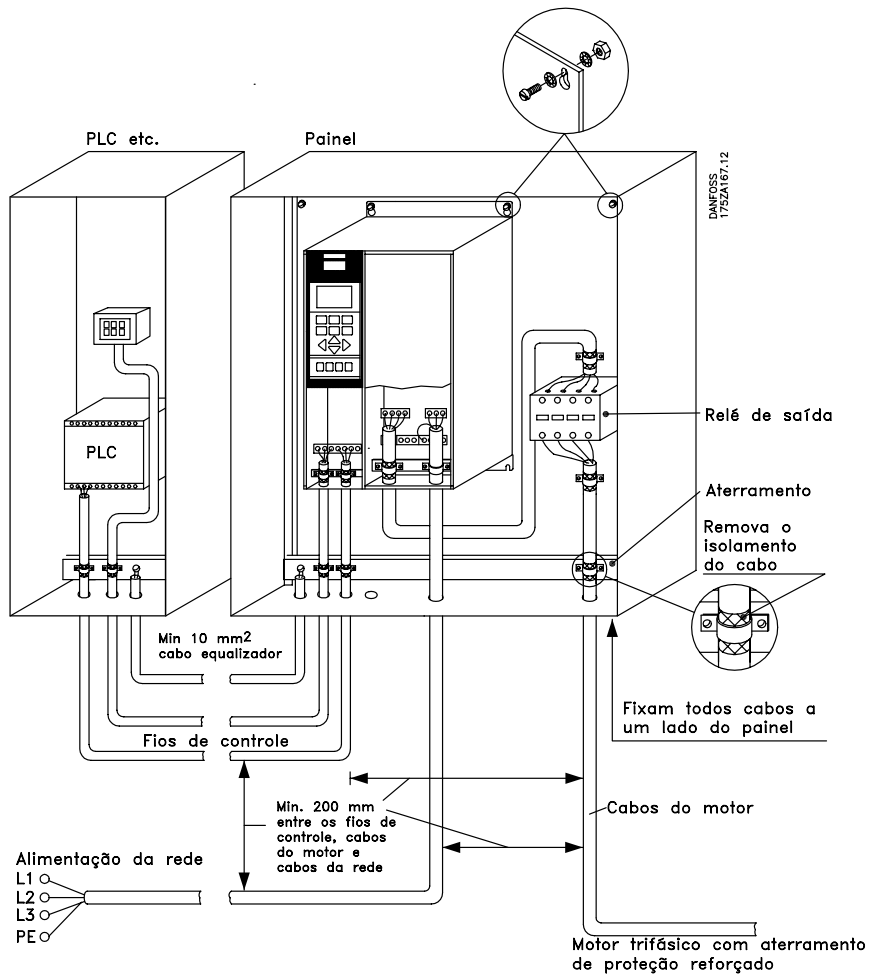 PLC etc.
Painel
DANFOSS
175ZA167.12
PLC
Relé de saída
Aterramento
Remova o
isolamento
do cabo
Min 10 mm2
cabo equalizador
Fixam todos cabos a
um lado do painel
Fios de controle
Min. 200 mm
entre os fios de
controle, cabos
do motor e
cabos da rede
Cabos do motor
Alimentação da rede
L1
L2
L3
PE
Motor trifásico com aterramento
de proteção reforçado